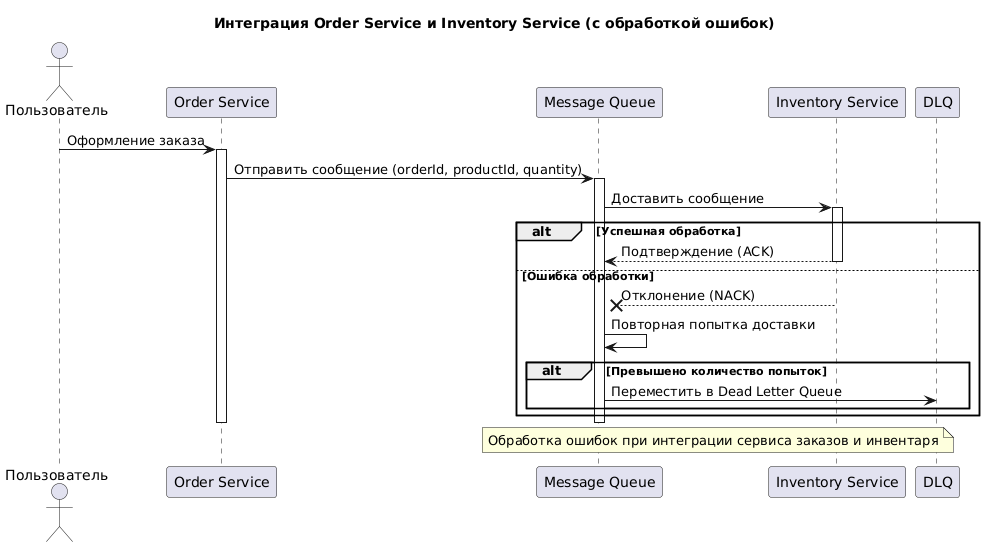 Интеграция Order Service и Inventory Service (с обработкой ошибок)
Пользователь
Order Service
Message Queue
Inventory Service
DLQ
Оформление заказа
Отправить сообщение (orderId, productId, quantity)
Доставить сообщение
alt
[Успешная обработка]
Подтверждение (ACK)
[Ошибка обработки]
Отклонение (NACK)
Повторная попытка доставки
alt
[Превышено количество попыток]
Переместить в Dead Letter Queue
Обработка ошибок при интеграции сервиса заказов и инвентаря
Пользователь
Order Service
Message Queue
Inventory Service
DLQ